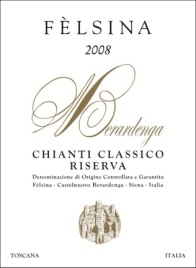 FÈLSINA
2008
Berardenga
CHIANTI CLASSICO
RISERVA
Denominazione di Origine Controllata e Garantita
Fèlsina - Castelnuovo Berardenga - Siena - Italia
TOSCANA ITALIA